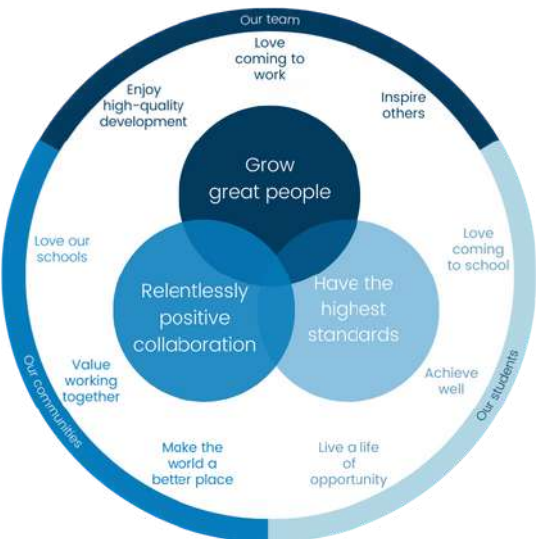 Our team
Love
coming to
work
Enjoy
high-quality
development
Inspire
others
Grow
great people
Love our
schools
Love
coming
to school
Relentlessly
positive
collaboration
Have the
highest
standards
Value
working
together
Achieve
well
Our communities
Our students
Make the
world a
better place
Live a life
of
opportunity